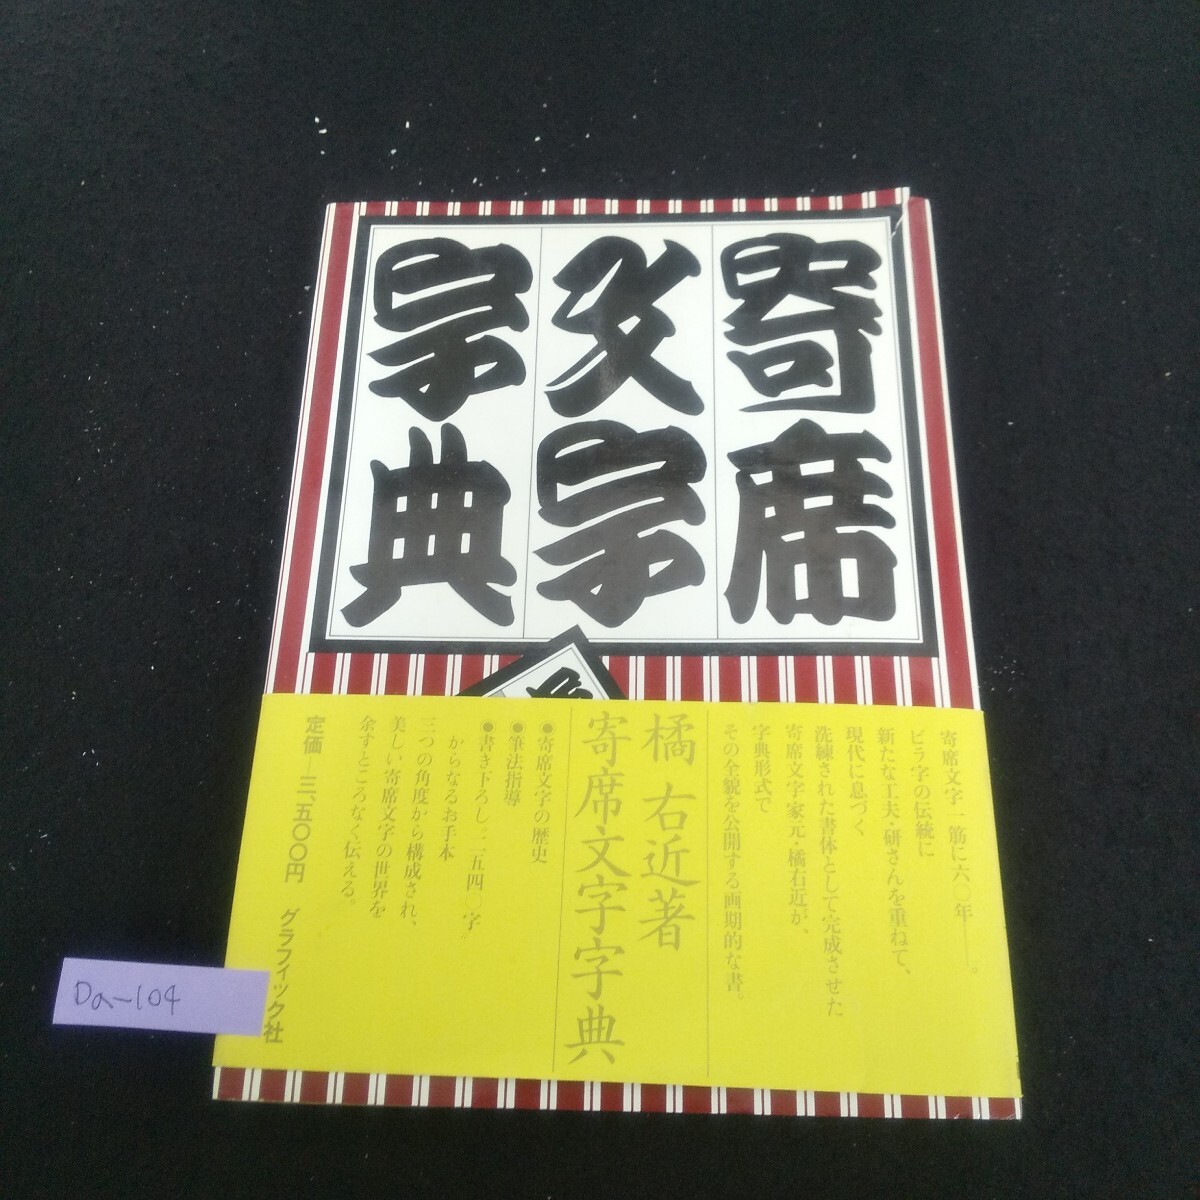 寄席
文字
字典
寄席文字一筋に六〇年――。
ビラ字の伝統に
新たな工夫・研さんを重ねて、
現代に息づく
洗練された書体として完成させた
寄席文字家元・橘右近が、
字典形式で
その全貌を公開する画期的な書。
橘右近著
寄席文字字典
●寄席文字の歴史
●筆法指導
●書き下ろし二二五四〇字
からなるお手本
三つの角度から構成され、
美しい寄席文字の世界を
余すところなく伝える。
定価―三、五〇〇円
グラフィック社
Da-104